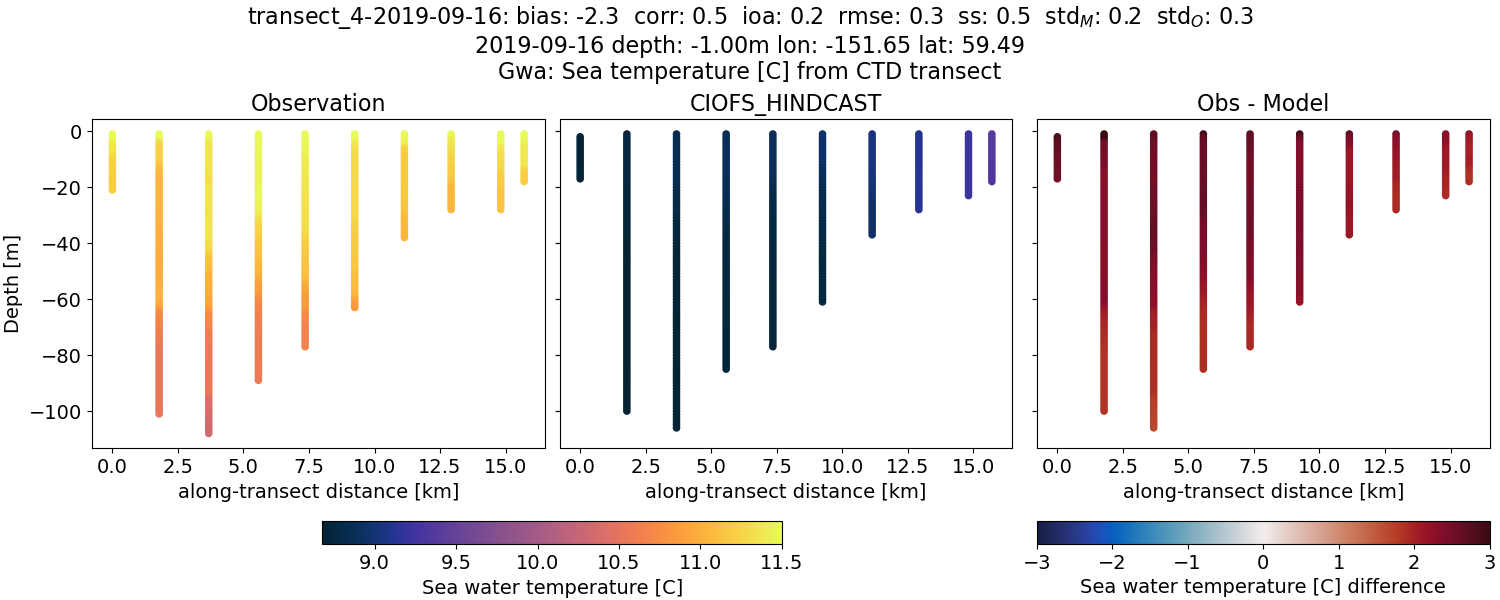 transect_4-2019-09-16: bias: -2.3  corr: 0.5  ioa: 0.2  rmse: 0.3  ss: 0.5  std_M: 0.2  std_O: 0.3
2019-09-16 depth: -1.00m lon: -151.65 lat: 59.49
Gwa: Sea temperature [C] from CTD transect
Observation
CIOFS_HINDCAST
Obs - Model
Depth [m]
0
−20
−40
−60
−80
−100
0.0 2.5 5.0 7.5 10.0 12.5 15.0
0.0 2.5 5.0 7.5 10.0 12.5 15.0
0.0 2.5 5.0 7.5 10.0 12.5 15.0
along-transect distance [km]
along-transect distance [km]
along-transect distance [km]
9.0 9.5 10.0 10.5 11.0 11.5
Sea water temperature [C]
−3 −2 −1 0 1 2 3
Sea water temperature [C] difference